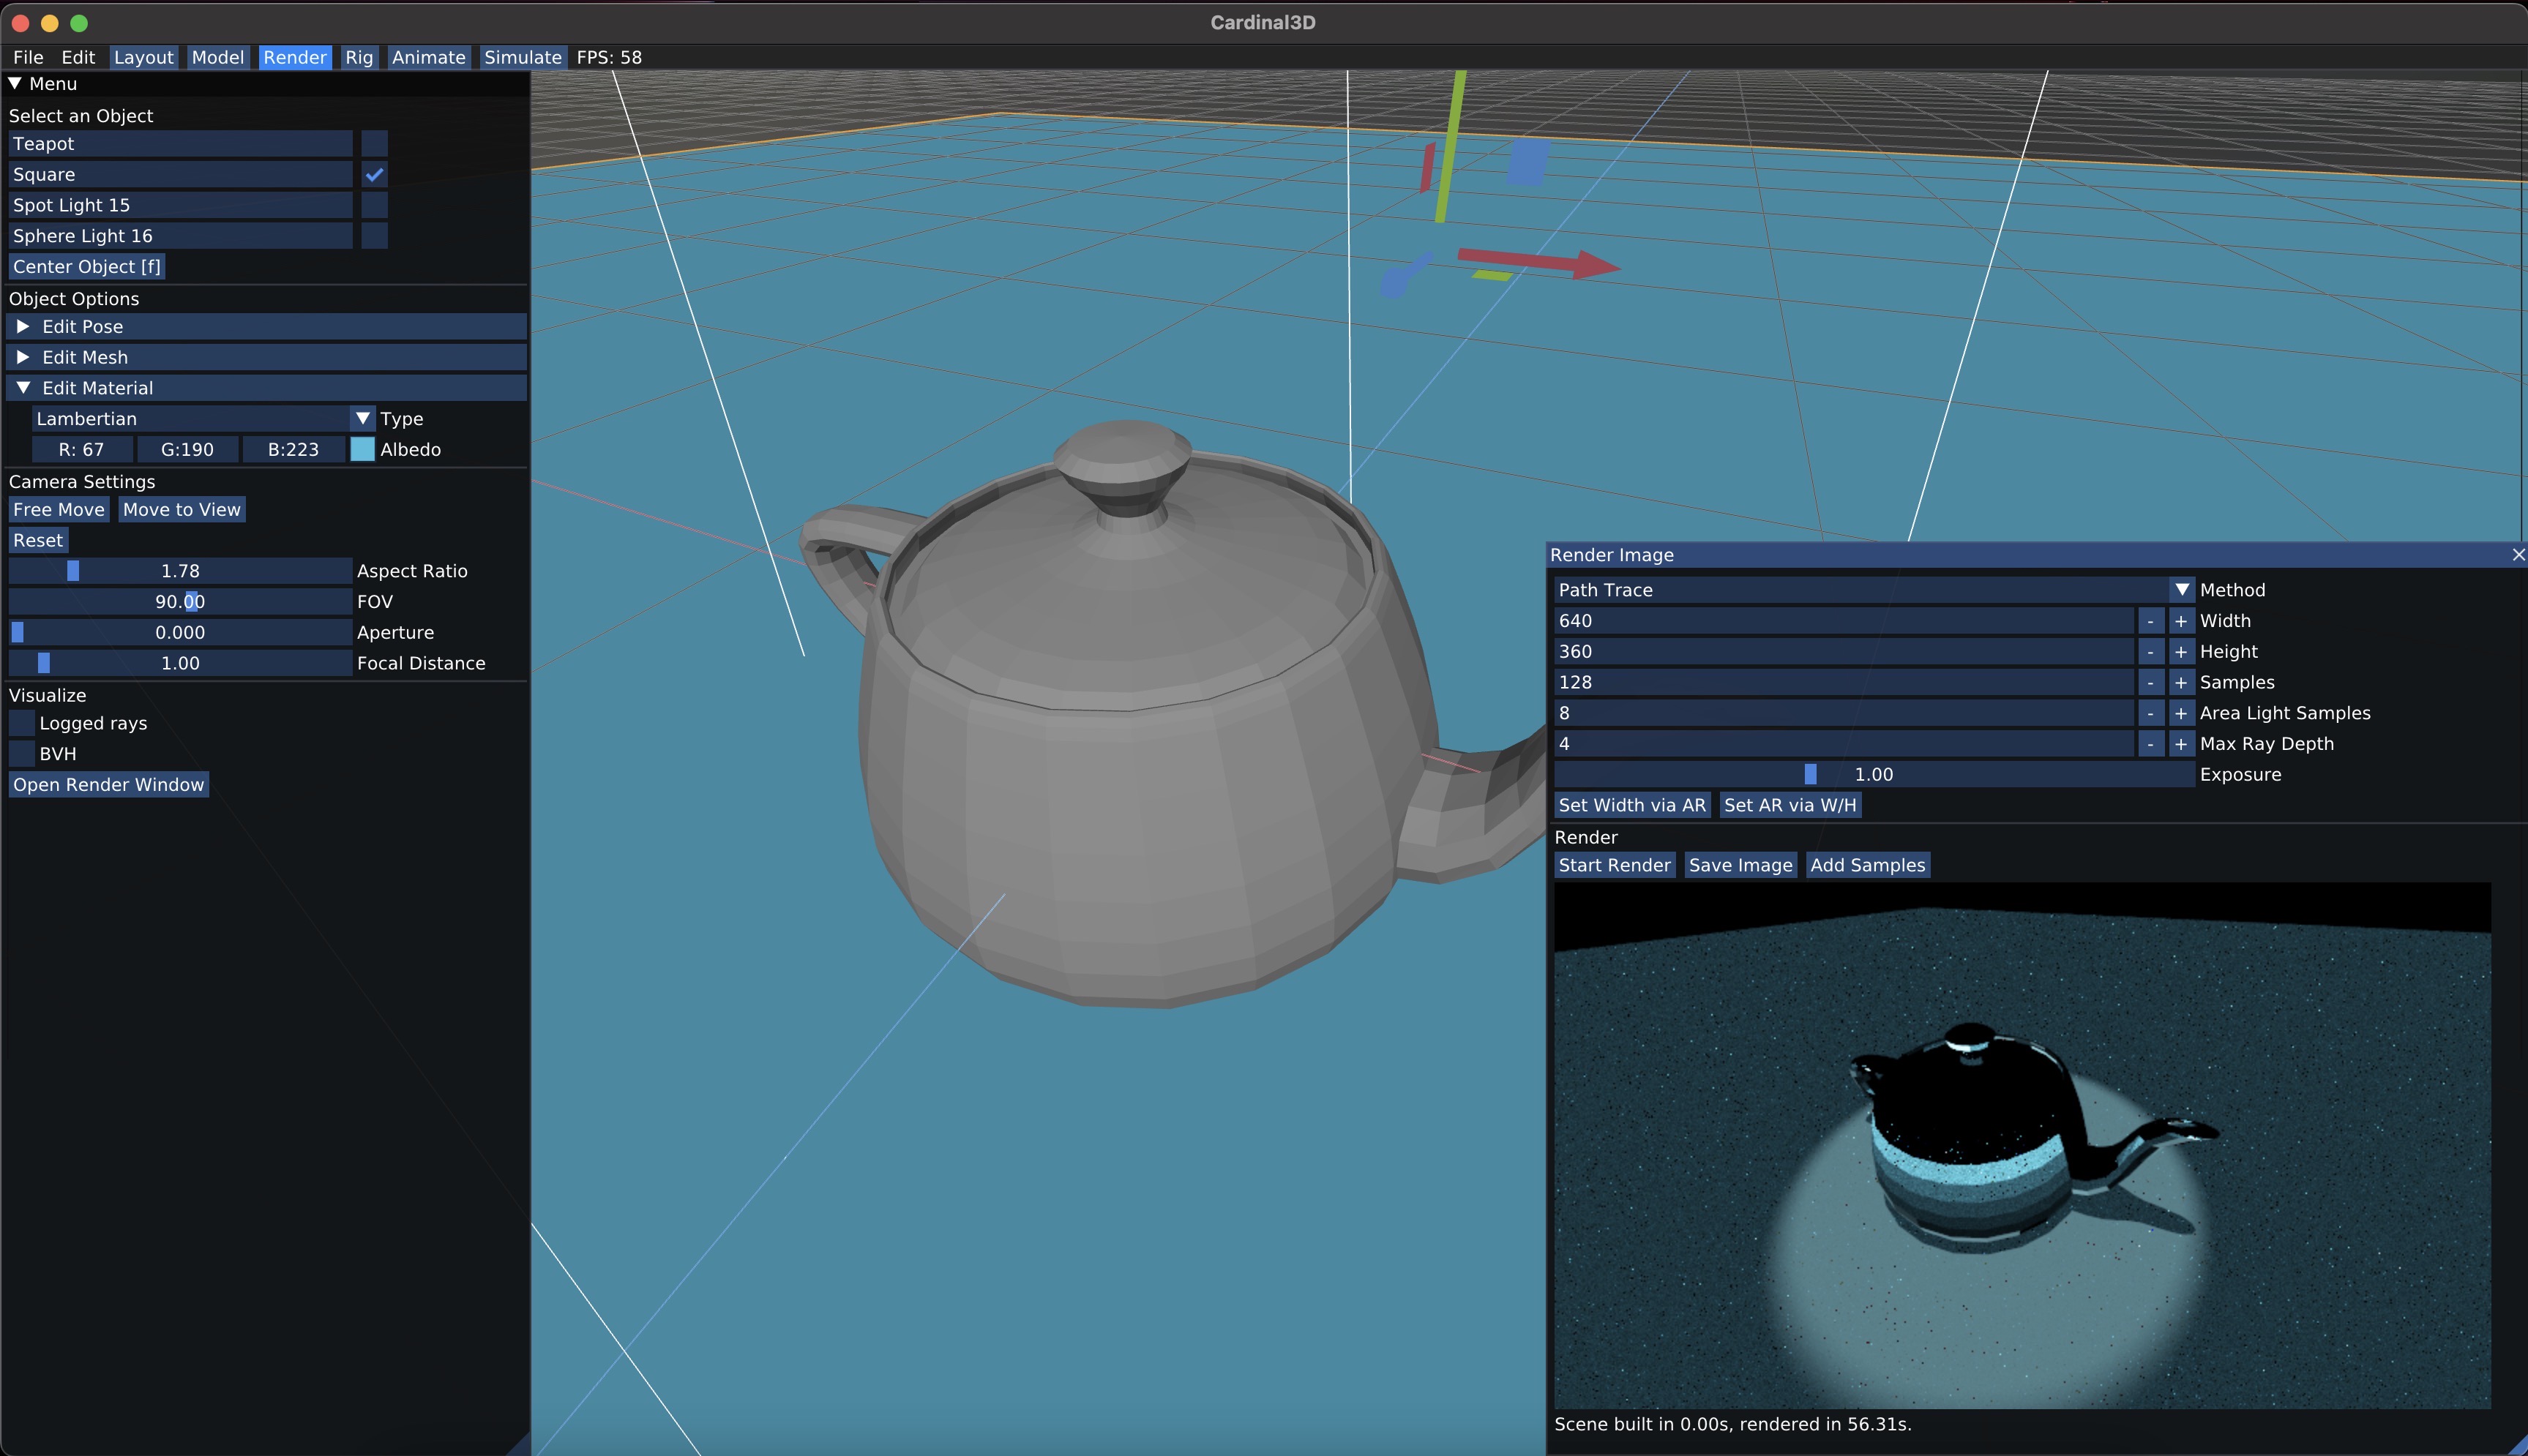 Cardinal3D
File Edit Layout Model Render Rig Animate Simulate FPS: 58
Menu
Select an Object
Teapot
Square
Spot Light 15
Sphere Light 16
Center Object [f]
Object Options
Edit Pose
Edit Mesh
Edit Material
Lambertian Type
R: 67 G:190 B:223 Albedo
Camera Settings
Free Move Move to View
Reset
1.78 Aspect Ratio
90.00 FOV
0.000 Aperture
1.00 Focal Distance
Visualize
Logged rays
BVH
Open Render Window
Render Image
Path Trace Method
640 - + Width
360 - + Height
128 - + Samples
8 - + Area Light Samples
4 - + Max Ray Depth
1.00 Exposure
Set Width via AR Set AR via W/H
Render
Start Render Save Image Add Samples
Scene built in 0.00s, rendered in 56.31s.